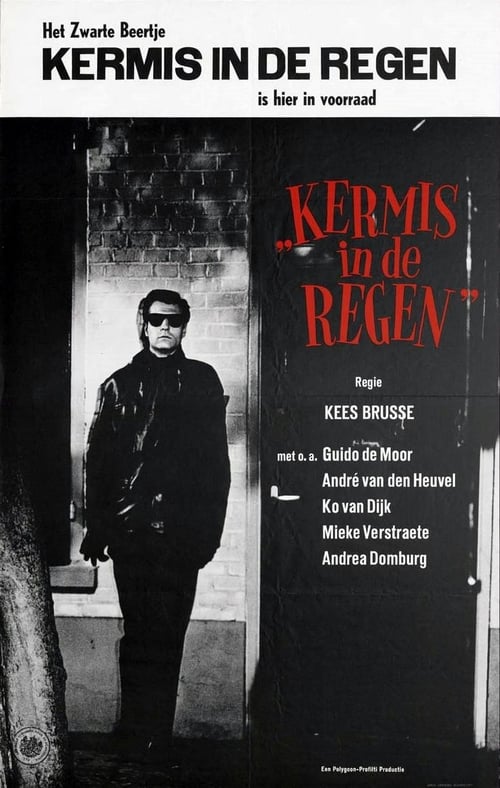 Het Zwarte Beertje
KERMIS IN DE REGEN
is hier in voorraad
„KERMIS
in de
REGEN”
Regie
KEES BRUSSE
met o. a. Guido de Moor
André van den Heuvel
Ko van Dijk
Mieke Verstraete
Andrea Domburg
Een Polygoon-Profilti Productie